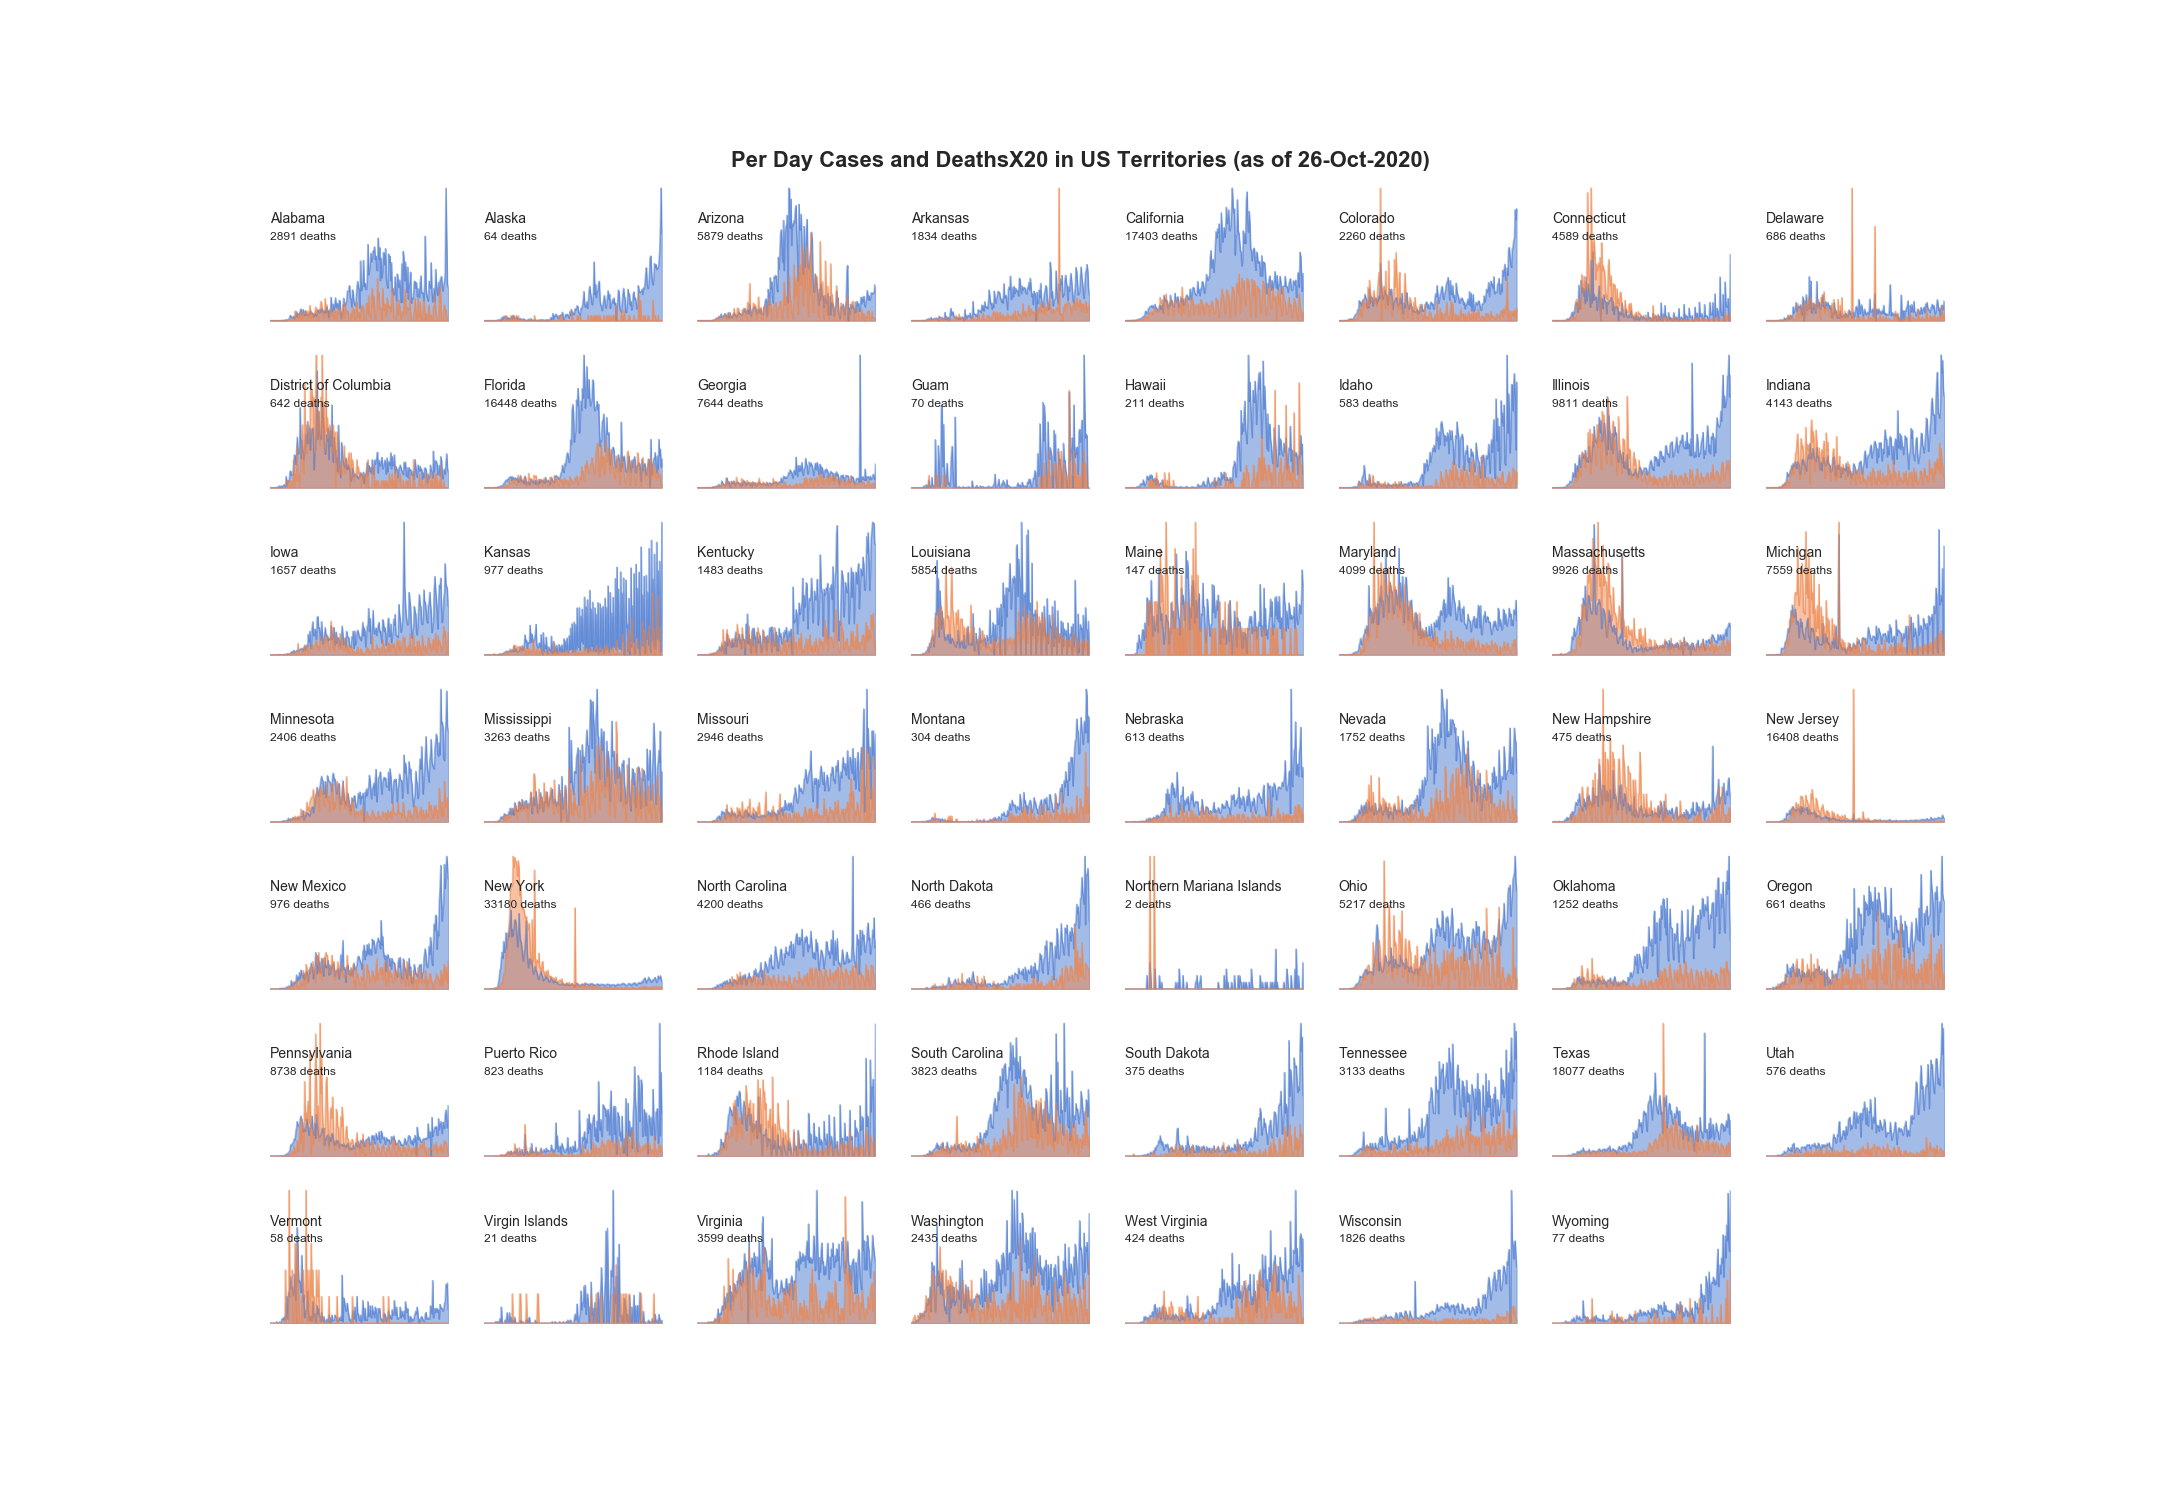 Per Day Cases and DeathsX20 in US Territories (as of 26-Oct-2020)
Alabama
2891 deaths
Alaska
64 deaths
Arizona
5879 deaths
Arkansas
1834 deaths
California
17403 deaths
Colorado
2260 deaths
Connecticut
4589 deaths
Delaware
686 deaths
District of Columbia
642 deaths
Florida
16448 deaths
Georgia
7644 deaths
Guam
70 deaths
Hawaii
211 deaths
Idaho
583 deaths
Illinois
9811 deaths
Indiana
4143 deaths
Iowa
1657 deaths
Kansas
977 deaths
Kentucky
1483 deaths
Louisiana
5854 deaths
Maine
147 deaths
Maryland
4099 deaths
Massachusetts
9926 deaths
Michigan
7559 deaths
Minnesota
2406 deaths
Mississippi
3263 deaths
Missouri
2946 deaths
Montana
304 deaths
Nebraska
613 deaths
Nevada
1752 deaths
New Hampshire
475 deaths
New Jersey
16408 deaths
New Mexico
976 deaths
New York
33180 deaths
North Carolina
4200 deaths
North Dakota
466 deaths
Northern Mariana Islands
2 deaths
Ohio
5217 deaths
Oklahoma
1252 deaths
Oregon
661 deaths
Pennsylvania
8738 deaths
Puerto Rico
823 deaths
Rhode Island
1184 deaths
South Carolina
3823 deaths
South Dakota
375 deaths
Tennessee
3133 deaths
Texas
18077 deaths
Utah
576 deaths
Vermont
58 deaths
Virgin Islands
21 deaths
Virginia
3599 deaths
Washington
2435 deaths
West Virginia
424 deaths
Wisconsin
1826 deaths
Wyoming
77 deaths